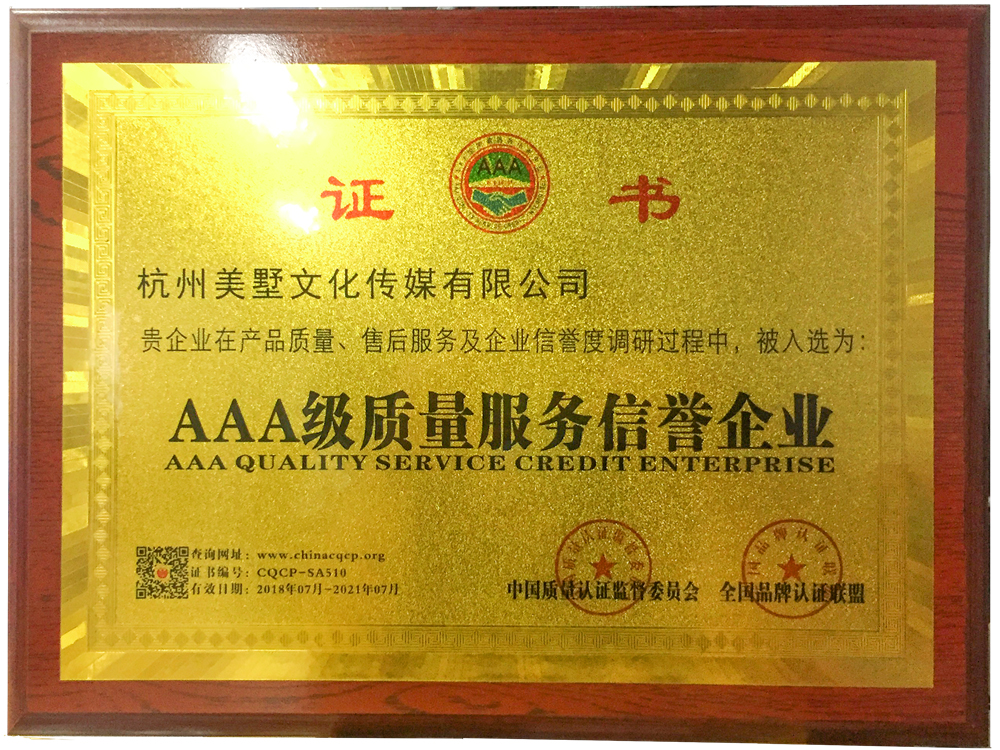 证 AAA 书
杭州美墅文化传媒有限公司
贵企业在产品质量、售后服务及企业信誉度调研过程中，被入选为：
AAA级质量服务信誉企业
AAA QUALITY SERVICE CREDIT ENTERPRISE
查询网址：www.chinacqcp.org
证书编号：CQCP-SA510
有效日期：2018年07月-2021年07月
中国质量认证监督委员会 全国品牌认证联盟